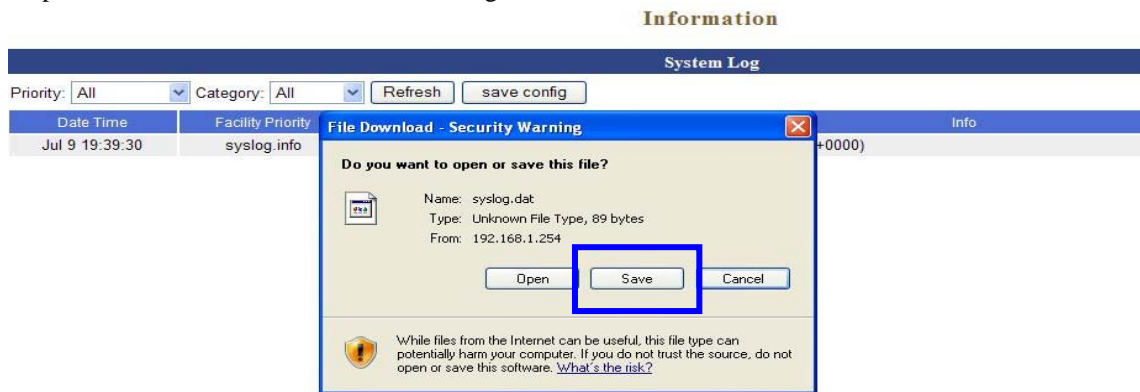 Information
System Log
Priority: All Category: All Refresh save config
Date Time Facility Priority Info
Jul 9 19:39:30 syslog.info +0000)
File Download - Security Warning
Do you want to open or save this file?
Name: syslog.dat
Type: Unknown File Type, 89 bytes
From: 192.168.1.254
Open Save Cancel
While files from the Internet can be useful, this file type can
potentially harm your computer. If you do not trust the source, do not
open or save this software. What's the risk?